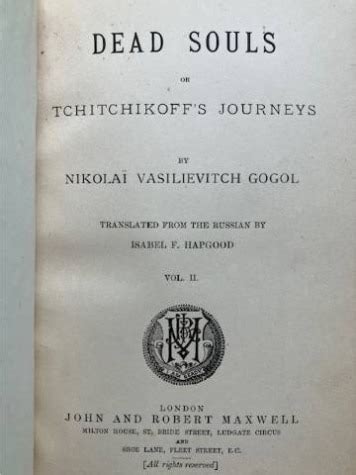 DEAD SOULS
OR
TCHITCHIKOFF'S JOURNEYS
BY
NIKOLAÏ VASILIEVITCH GOGOL
TRANSLATED FROM THE RUSSIAN BY
ISABEL F. HAPGOOD
VOL. II.
LONDON
JOHN AND ROBERT MAXWELL
MILTON HOUSE, ST. BRIDE STREET, LUDGATE CIRCUS
AND
SHOE LANE, FLEET STREET, E.C.
[All rights reserved]